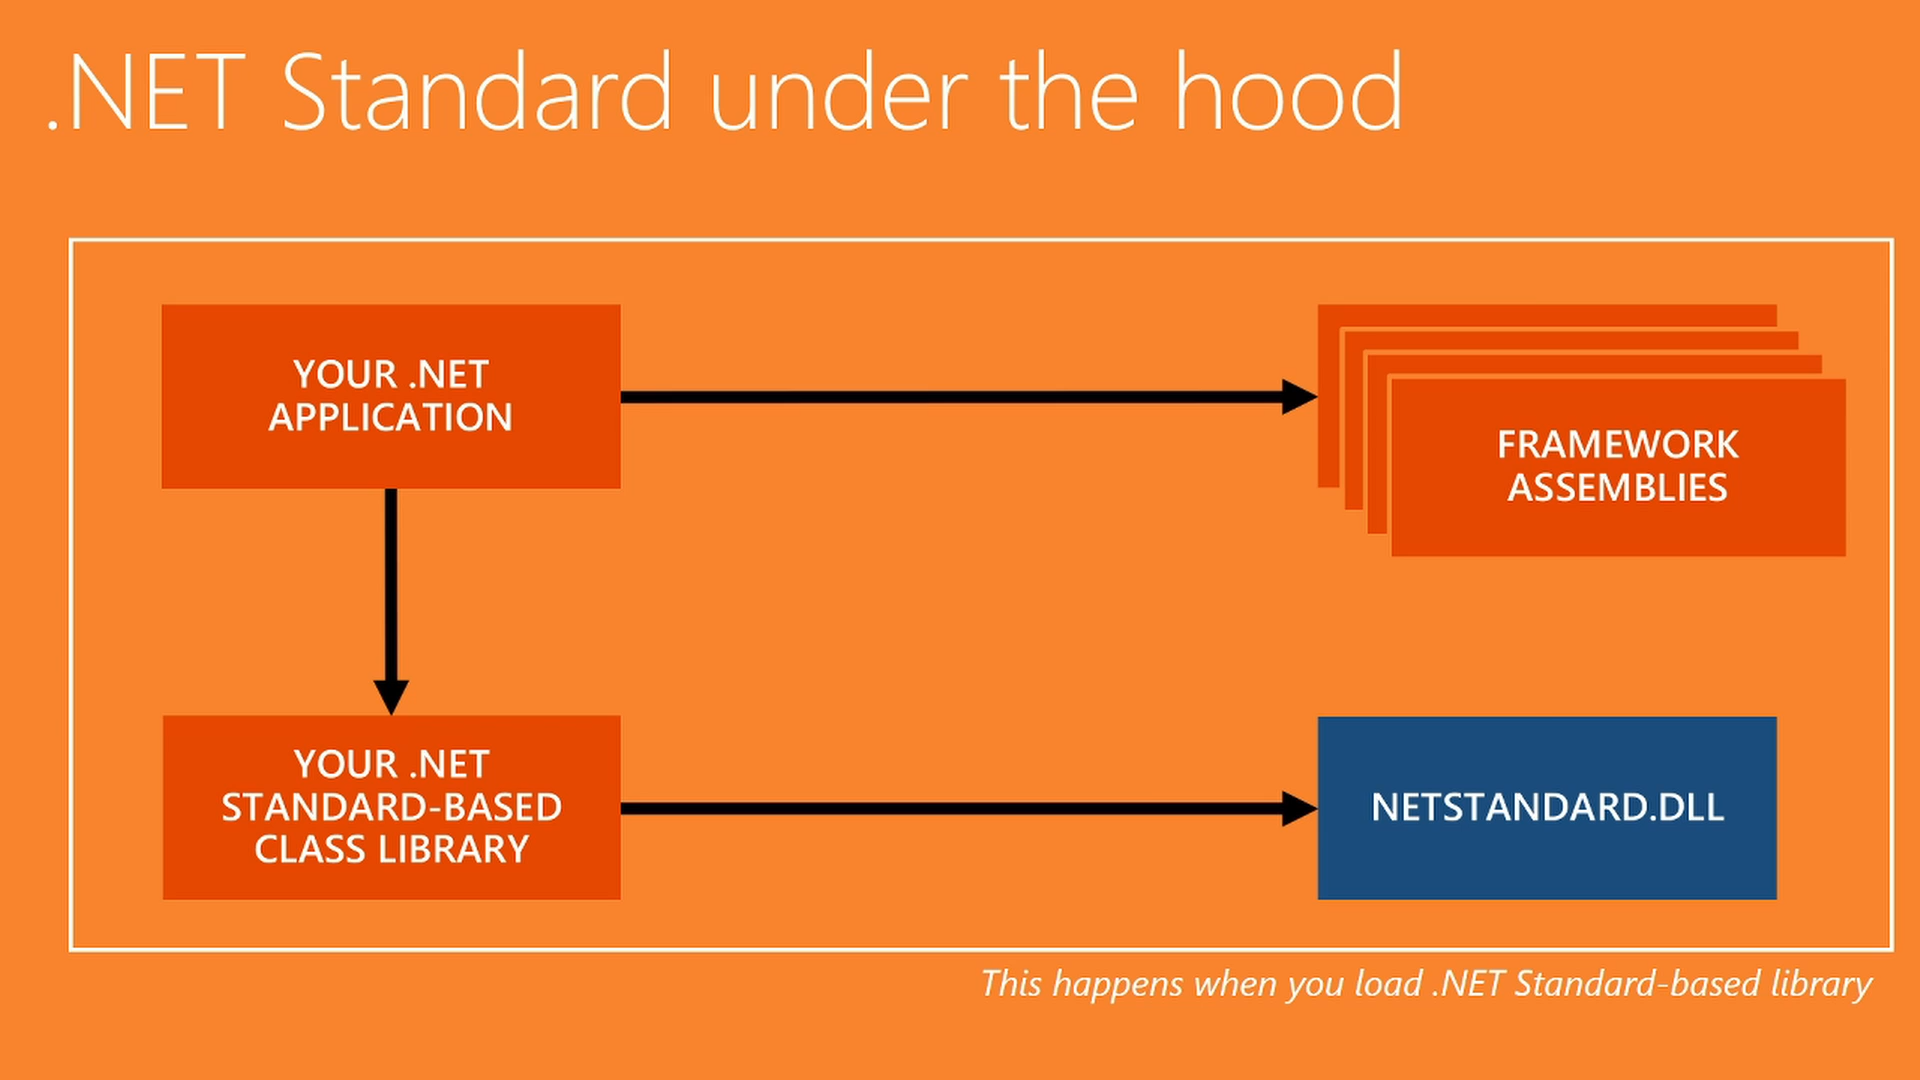 .NET Standard under the hood
YOUR .NET
APPLICATION
FRAMEWORK
ASSEMBLIES
YOUR .NET
STANDARD-BASED
CLASS LIBRARY
NETSTANDARD.DLL
This happens when you load .NET Standard-based library